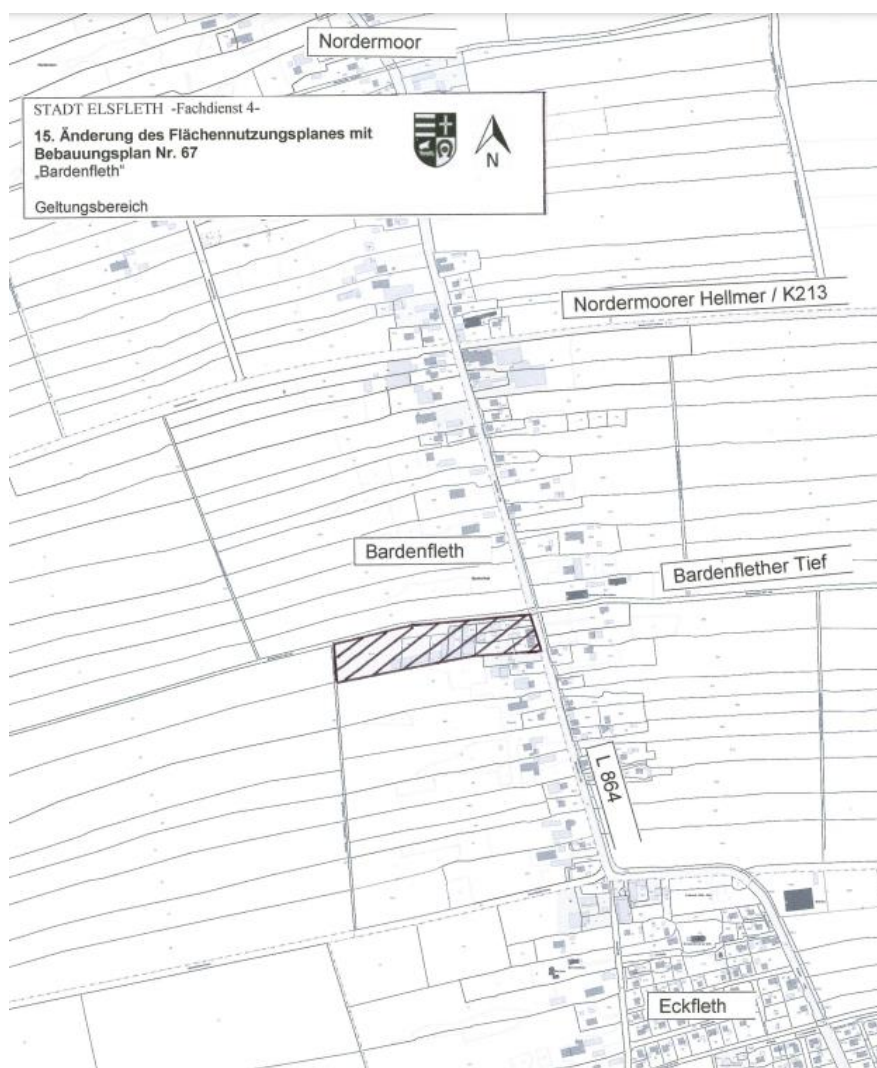 Nordermoor
STADT ELSFLETH -Fachdienst 4-
15. Änderung des Flächennutzungsplanes mit
Bebauungsplan Nr. 67
„Bardenfleth"
Geltungsbereich
N
Nordermoorer Hellmer / K213
Bardenfleth
Bardenflether Tief
L 864
Eckfleth